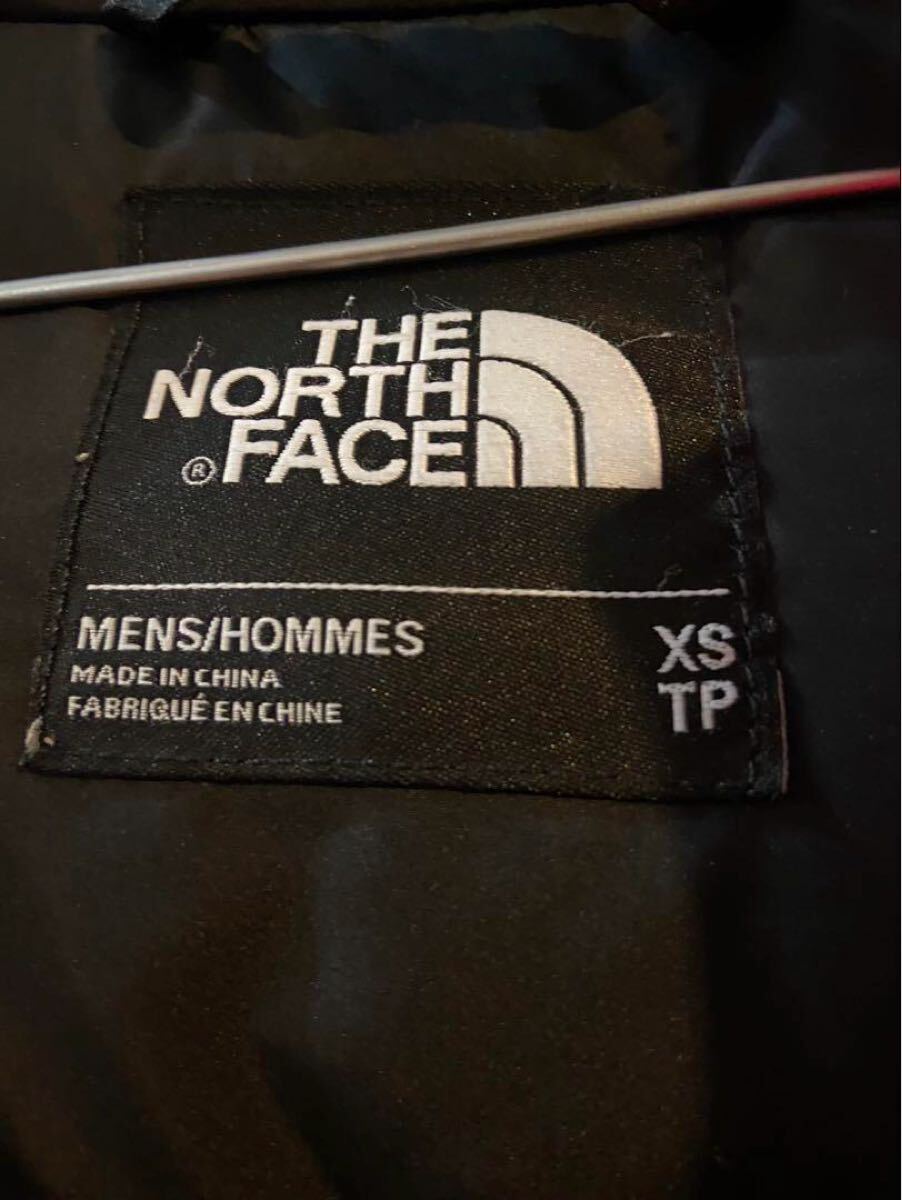 THE
NORTH
® FACE
MENS/HOMMES XS
MADE IN CHINA TP
FABRIQUÉ EN CHINE